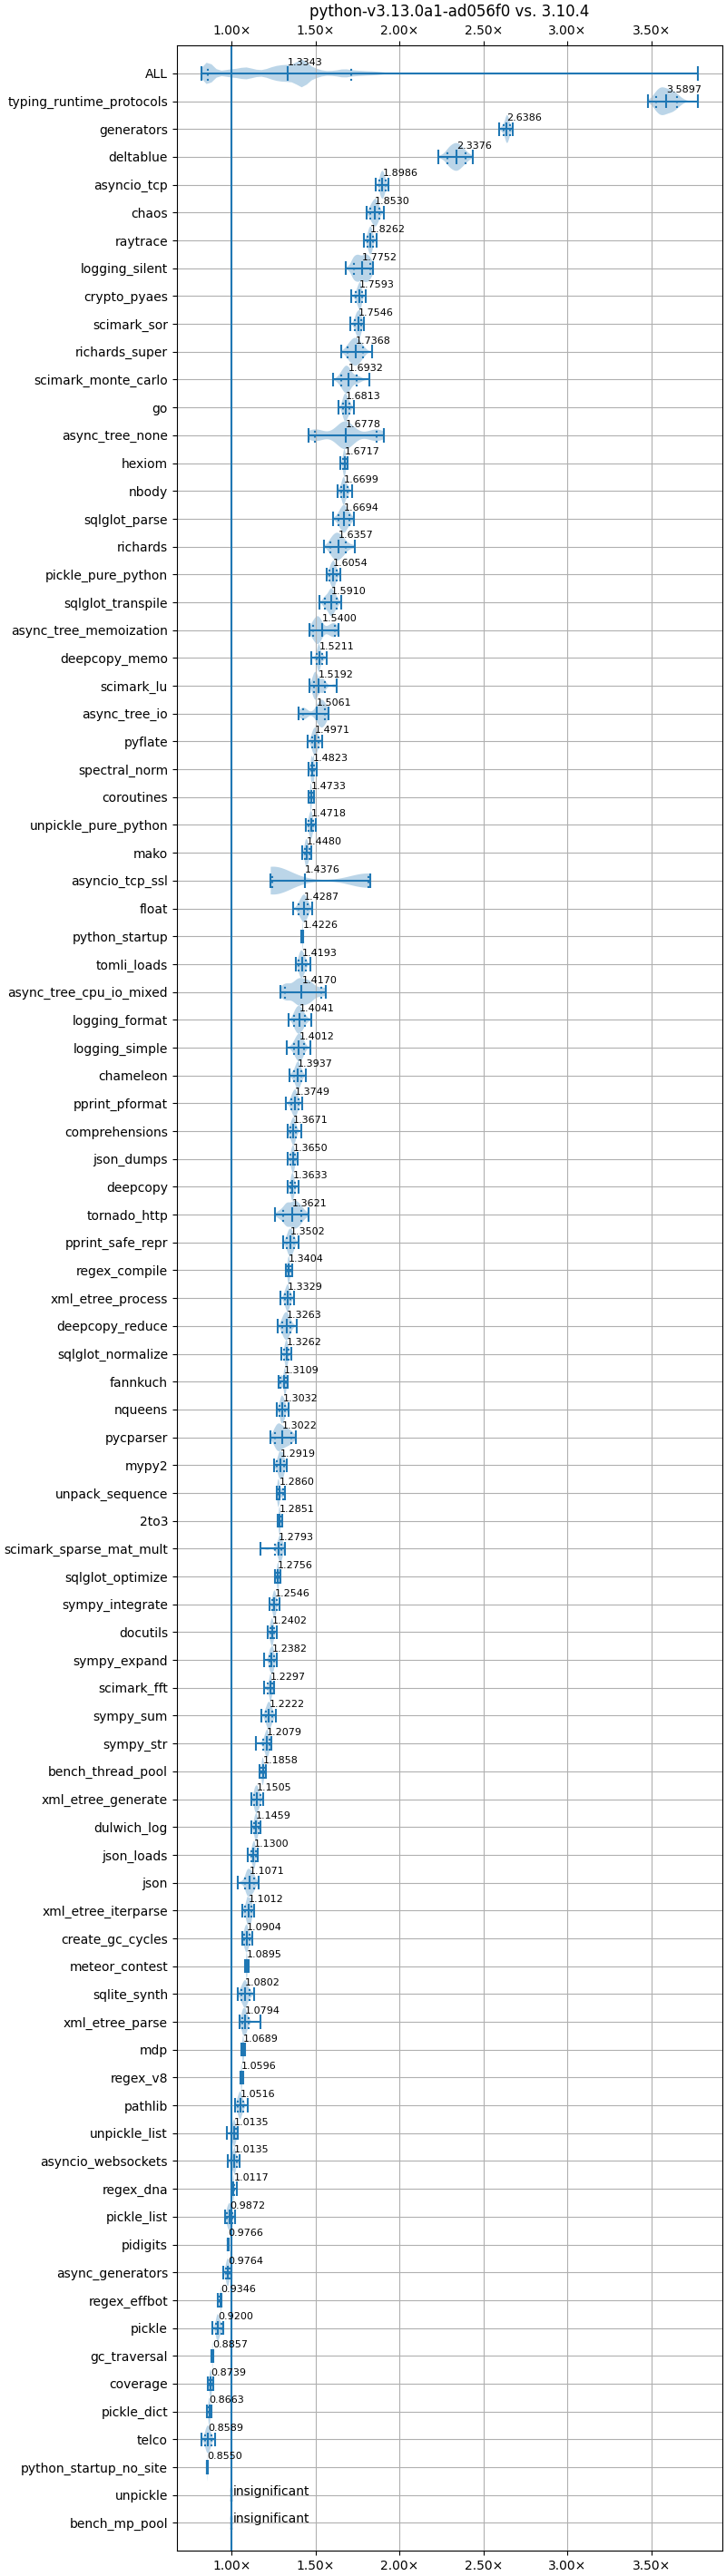 python-v3.13.0a1-ad056f0 vs. 3.10.4
1.00× 1.50× 2.00× 2.50× 3.00× 3.50×
ALL 1.3343
typing_runtime_protocols 3.5897
generators 2.6386
deltablue 2.3376
asyncio_tcp 1.8986
chaos 1.8530
raytrace 1.8262
logging_silent 1.7752
crypto_pyaes 1.7593
scimark_sor 1.7546
richards_super 1.7368
scimark_monte_carlo 1.6932
go 1.6813
async_tree_none 1.6778
hexiom 1.6717
nbody 1.6699
sqlglot_parse 1.6694
richards 1.6357
pickle_pure_python 1.6054
sqlglot_transpile 1.5910
async_tree_memoization 1.5400
deepcopy_memo 1.5211
scimark_lu 1.5192
async_tree_io 1.5061
pyflate 1.4971
spectral_norm 1.4823
coroutines 1.4733
unpickle_pure_python 1.4718
mako 1.4480
asyncio_tcp_ssl 1.4376
float 1.4287
python_startup 1.4226
tomli_loads 1.4193
async_tree_cpu_io_mixed 1.4170
logging_format 1.4041
logging_simple 1.4012
chameleon 1.3937
pprint_pformat 1.3749
comprehensions 1.3671
json_dumps 1.3650
deepcopy 1.3633
tornado_http 1.3621
pprint_safe_repr 1.3502
regex_compile 1.3404
xml_etree_process 1.3329
deepcopy_reduce 1.3263
sqlglot_normalize 1.3262
fannkuch 1.3109
nqueens 1.3032
pycparser 1.3022
mypy2 1.2919
unpack_sequence 1.2860
2to3 1.2851
scimark_sparse_mat_mult 1.2793
sqlglot_optimize 1.2756
sympy_integrate 1.2546
docutils 1.2402
sympy_expand 1.2382
scimark_fft 1.2297
sympy_sum 1.2222
sympy_str 1.2079
bench_thread_pool 1.1858
xml_etree_generate 1.1505
dulwich_log 1.1459
json_loads 1.1300
json 1.1071
xml_etree_iterparse 1.1012
create_gc_cycles 1.0904
meteor_contest 1.0895
sqlite_synth 1.0802
xml_etree_parse 1.0794
mdp 1.0689
regex_v8 1.0596
pathlib 1.0516
unpickle_list 1.0135
asyncio_websockets 1.0135
regex_dna 1.0117
pickle_list 0.9872
pidigits 0.9766
async_generators 0.9764
regex_effbot 0.9346
pickle 0.9200
gc_traversal 0.8857
coverage 0.8739
pickle_dict 0.8663
telco 0.8589
python_startup_no_site 0.8550
unpickle insignificant
bench_mp_pool insignificant
1.00× 1.50× 2.00× 2.50× 3.00× 3.50×